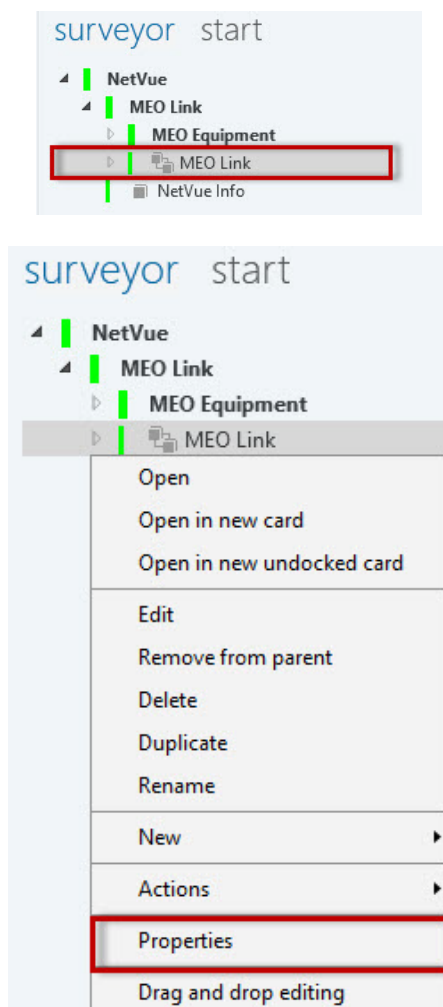 surveyor start
NetVue
MEO Link
MEO Equipment
MEO Link
NetVue Info
surveyor start
NetVue
MEO Link
MEO Equipment
MEO Link
Open
Open in new card
Open in new undocked card
Edit
Remove from parent
Delete
Duplicate
Rename
New
Actions
Properties
Drag and drop editing